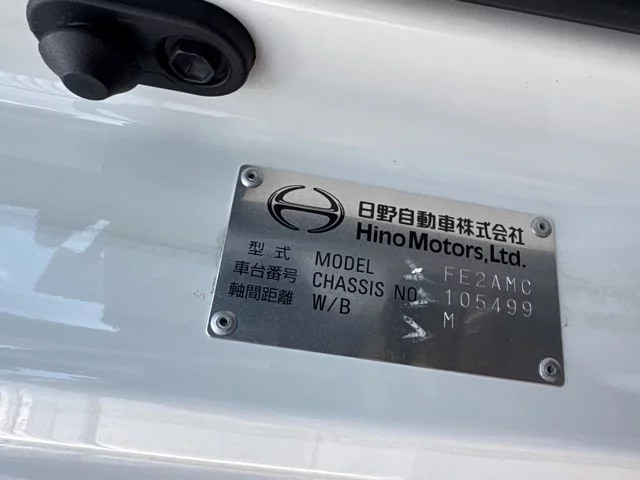 日野自動車株式会社
Hino Motors, Ltd.
型式 MODEL FE2AMC
車台番号 CHASSIS NO 105499
軸間距離 W/B M